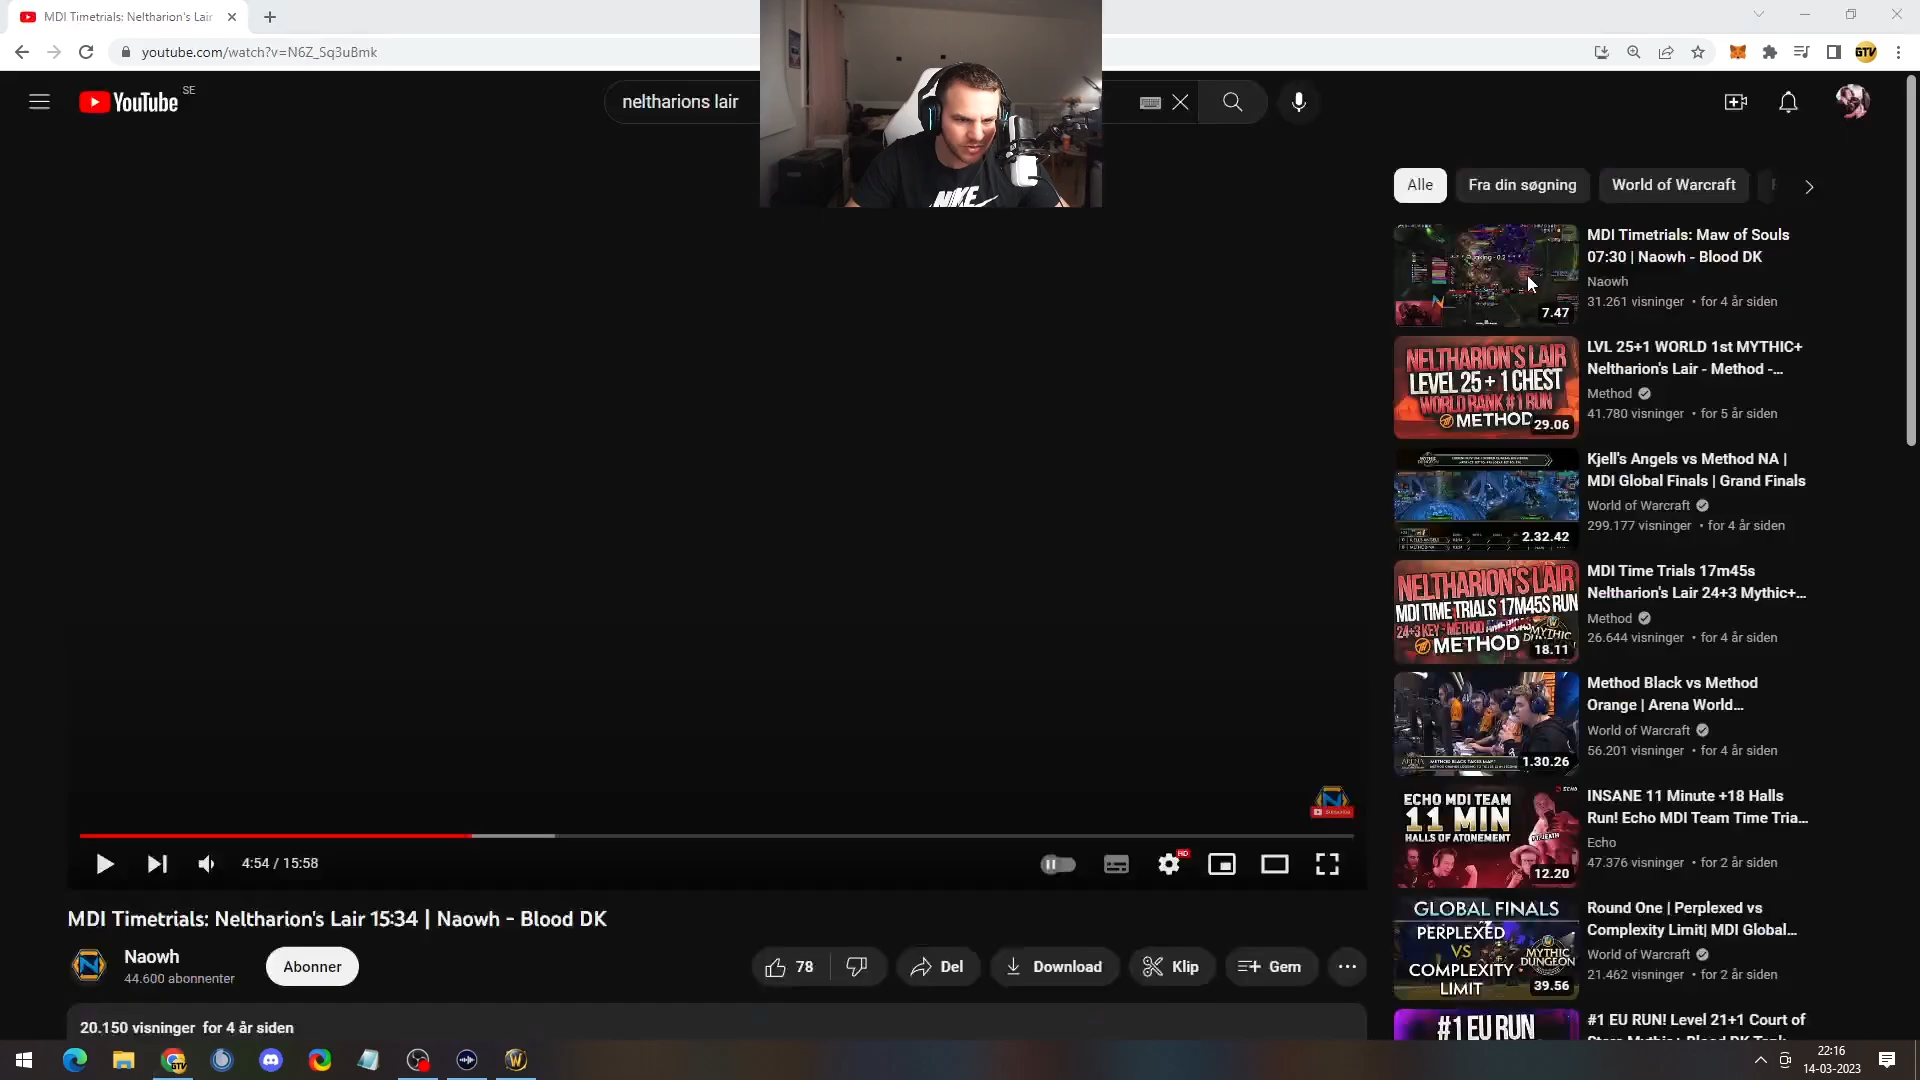 MDI Timetrials: Neltharion's Lair
youtube.com/watch?v=N6Z_Sq3uBmk
GTV
YouTube
SE
neltharions lair
NIKE
Alle
Fra din søgning
World of Warcraft
7.47
MDI Timetrials: Maw of Souls
07:30 | Naowh - Blood DK
Naowh
31.261 visninger • for 4 år siden
NELTHARION'S LAIR
LEVEL 25 + 1 CHEST
WORLD RANK #1 RUN
METHOD
29.06
LVL 25+1 WORLD 1st MYTHIC+
Neltharion's Lair - Method -...
Method
41.780 visninger • for 5 år siden
2.32.42
Kjell's Angels vs Method NA |
MDI Global Finals | Grand Finals
World of Warcraft
299.177 visninger • for 4 år siden
NELTHARION'S LAIR
MDI TIME TRIALS 17M45S RUN
24+3 KEY - METHOD AMERICAS
METHOD
MYTHIC
18.11
MDI Time Trials 17m45s
Neltharion's Lair 24+3 Mythic+...
Method
26.644 visninger • for 4 år siden
1.30.26
Method Black vs Method
Orange | Arena World...
World of Warcraft
56.201 visninger • for 4 år siden
ECHO MDI TEAM
11 MIN
HALLS OF ATONEMENT
ECHO
12.20
INSANE 11 Minute +18 Halls
Run! Echo MDI Team Time Tria...
Echo
47.376 visninger • for 2 år siden
GLOBAL FINALS
PERPLEXED
VS
COMPLEXITY
LIMIT
MYTHIC
DUNGEON
39.56
Round One | Perplexed vs
Complexity Limit| MDI Global...
World of Warcraft
21.462 visninger • for 2 år siden
#1 EU RUN
#1 EU RUN! Level 21+1 Court of
4:54 / 15:58
HD
MDI Timetrials: Neltharion's Lair 15:34 | Naowh - Blood DK
Naowh
44.600 abonnenter
Abonner
78
Del
Download
Klip
Gem
20.150 visninger for 4 år siden
22:16
14-03-2023